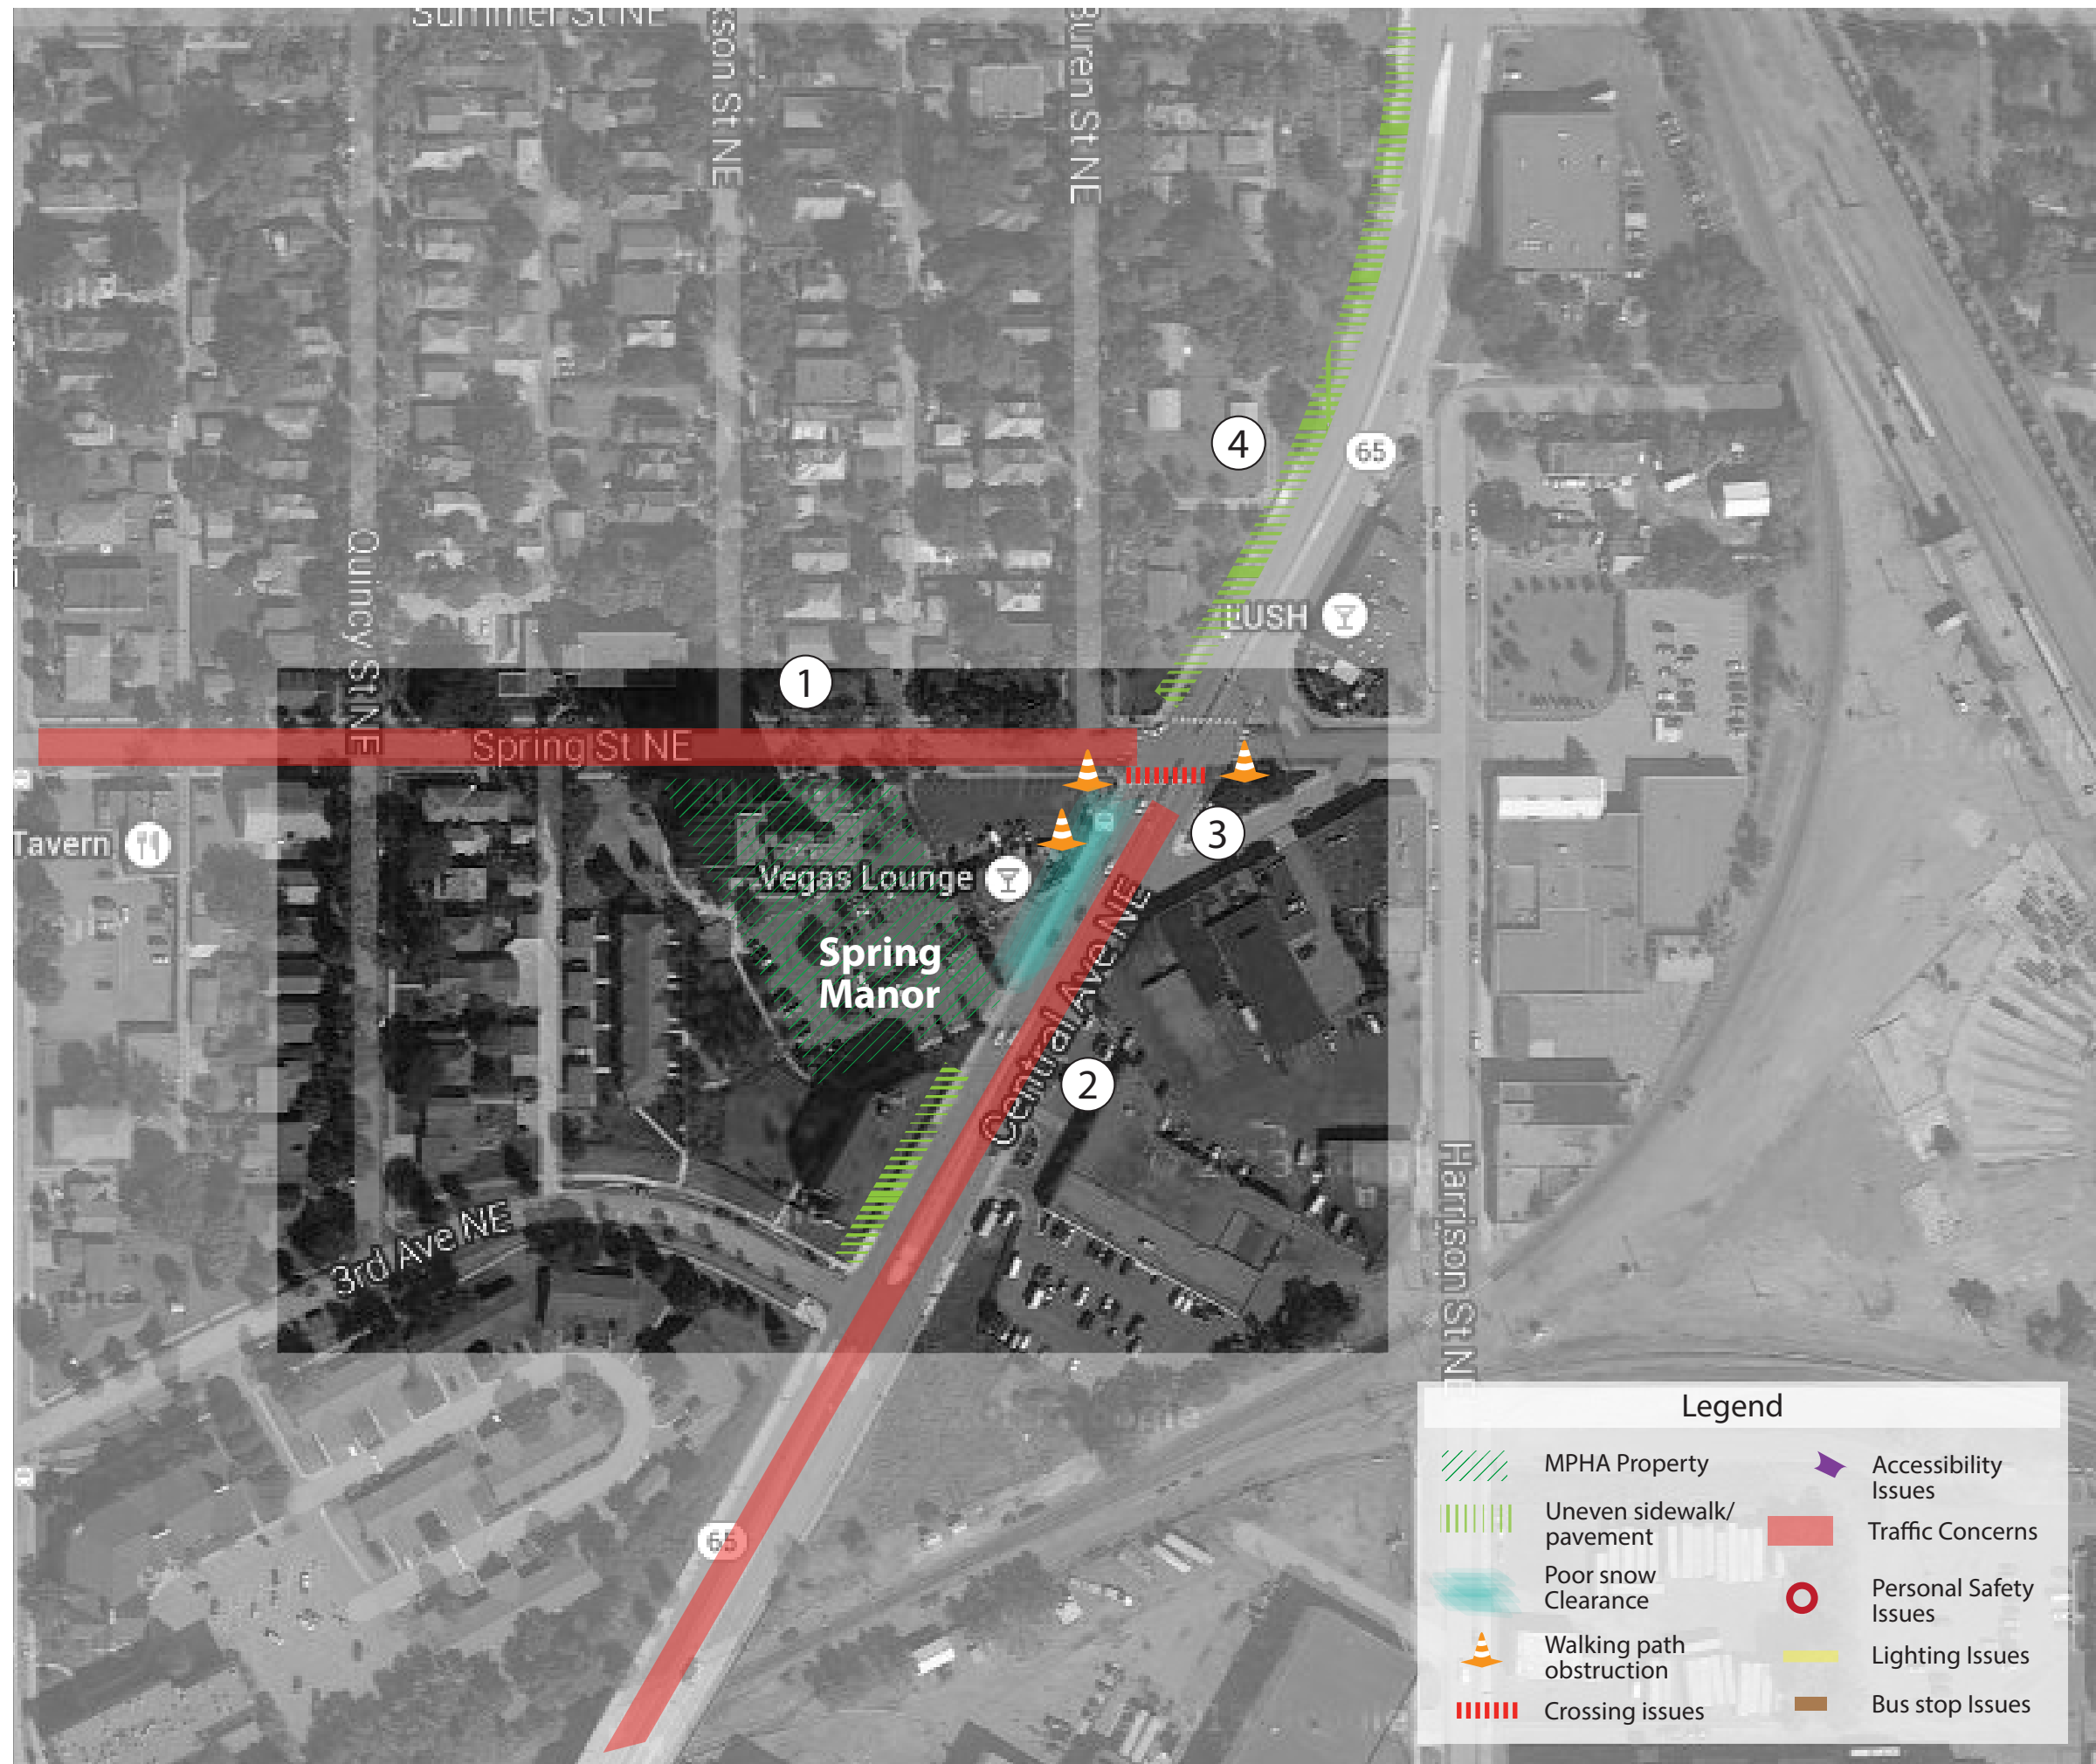 Summer St NE
kson St NE
Buren St NE
4
65
Quincy St NE
LUSH
1
Spring St NE
Tavern
3
Vegas Lounge
Spring
Manor
Central Ave NE
2
Harrison St NE
3rd Ave NE
65
Legend
MPHA Property
Uneven sidewalk/
pavement
Poor snow
Clearance
Walking path
obstruction
Crossing issues
Accessibility
Issues
Traffic Concerns
Personal Safety
Issues
Lighting Issues
Bus stop Issues